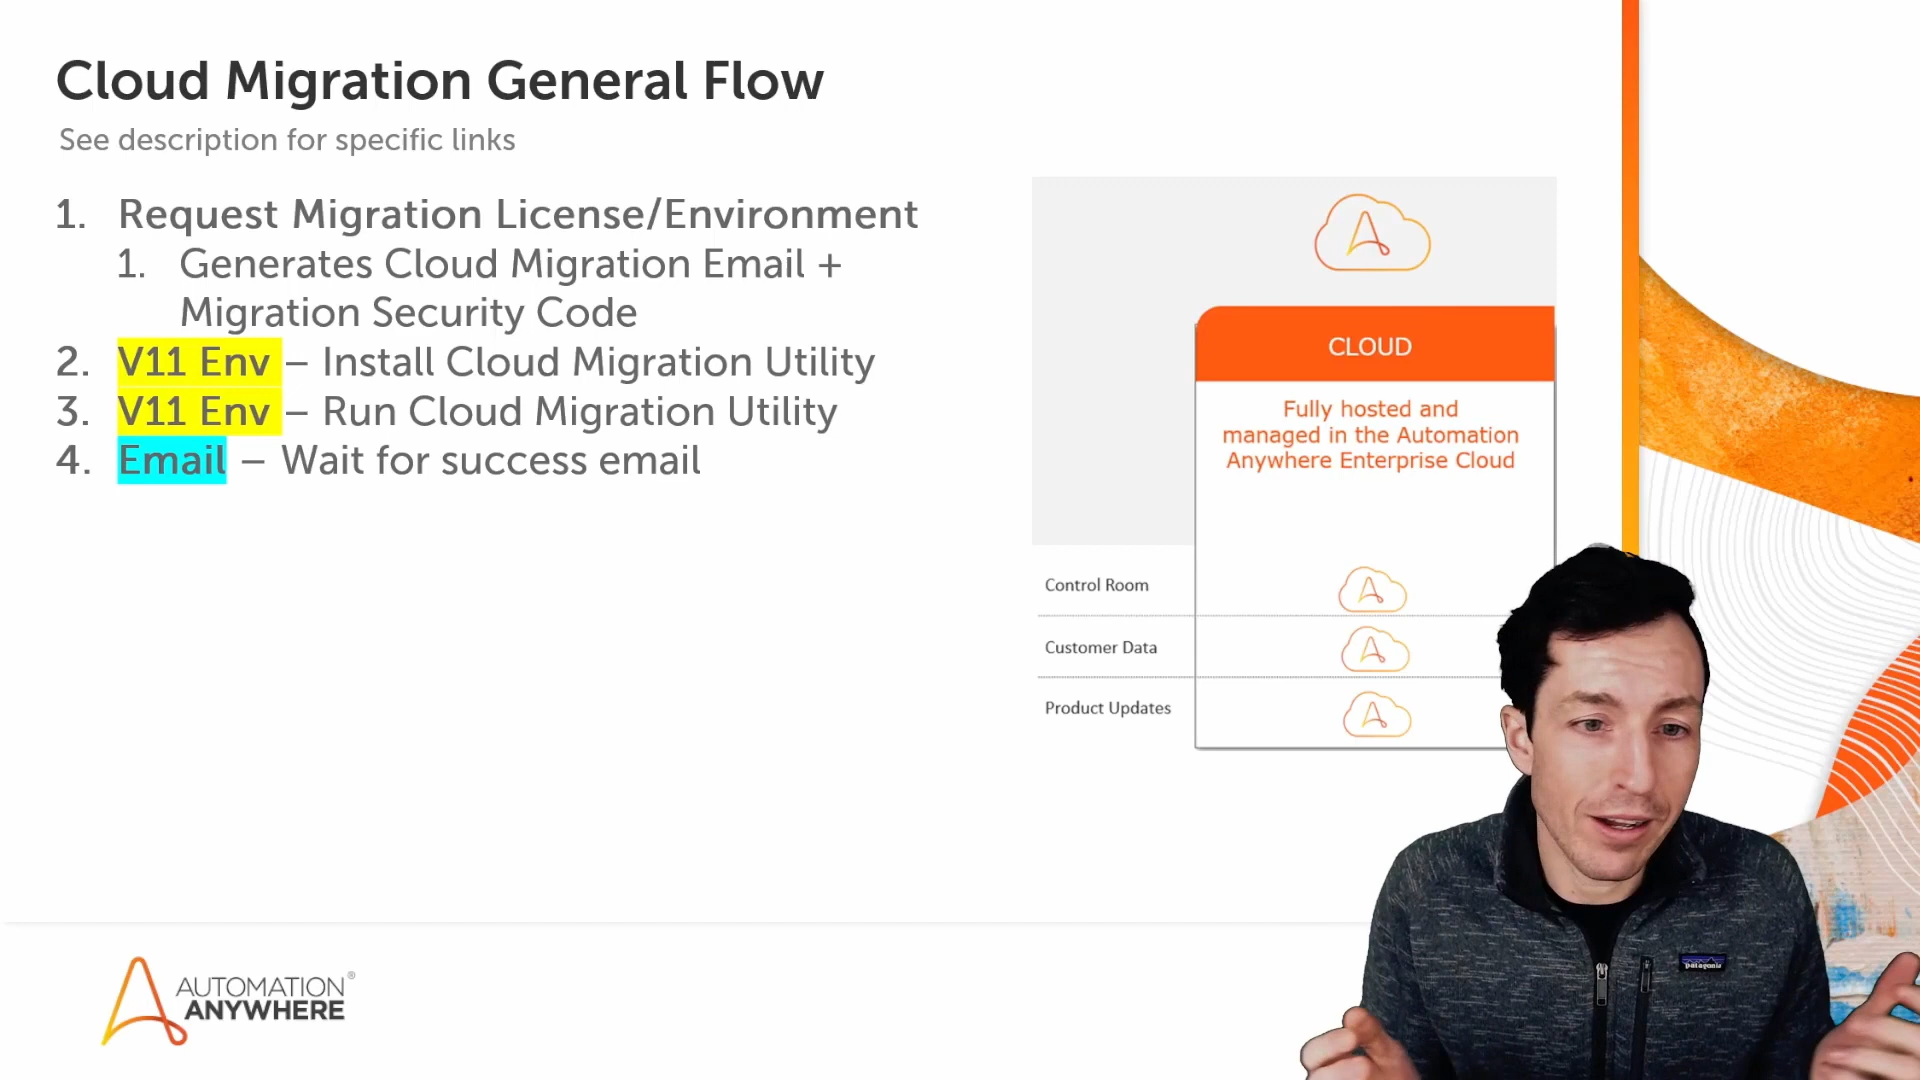 Cloud Migration General Flow
See description for specific links
1. Request Migration License/Environment
1. Generates Cloud Migration Email +
Migration Security Code
2. V11 Env – Install Cloud Migration Utility
3. V11 Env – Run Cloud Migration Utility
4. Email – Wait for success email
CLOUD
Fully hosted and
managed in the Automation
Anywhere Enterprise Cloud
Control Room
Customer Data
Product Updates
patagonia
AUTOMATION®
ANYWHERE